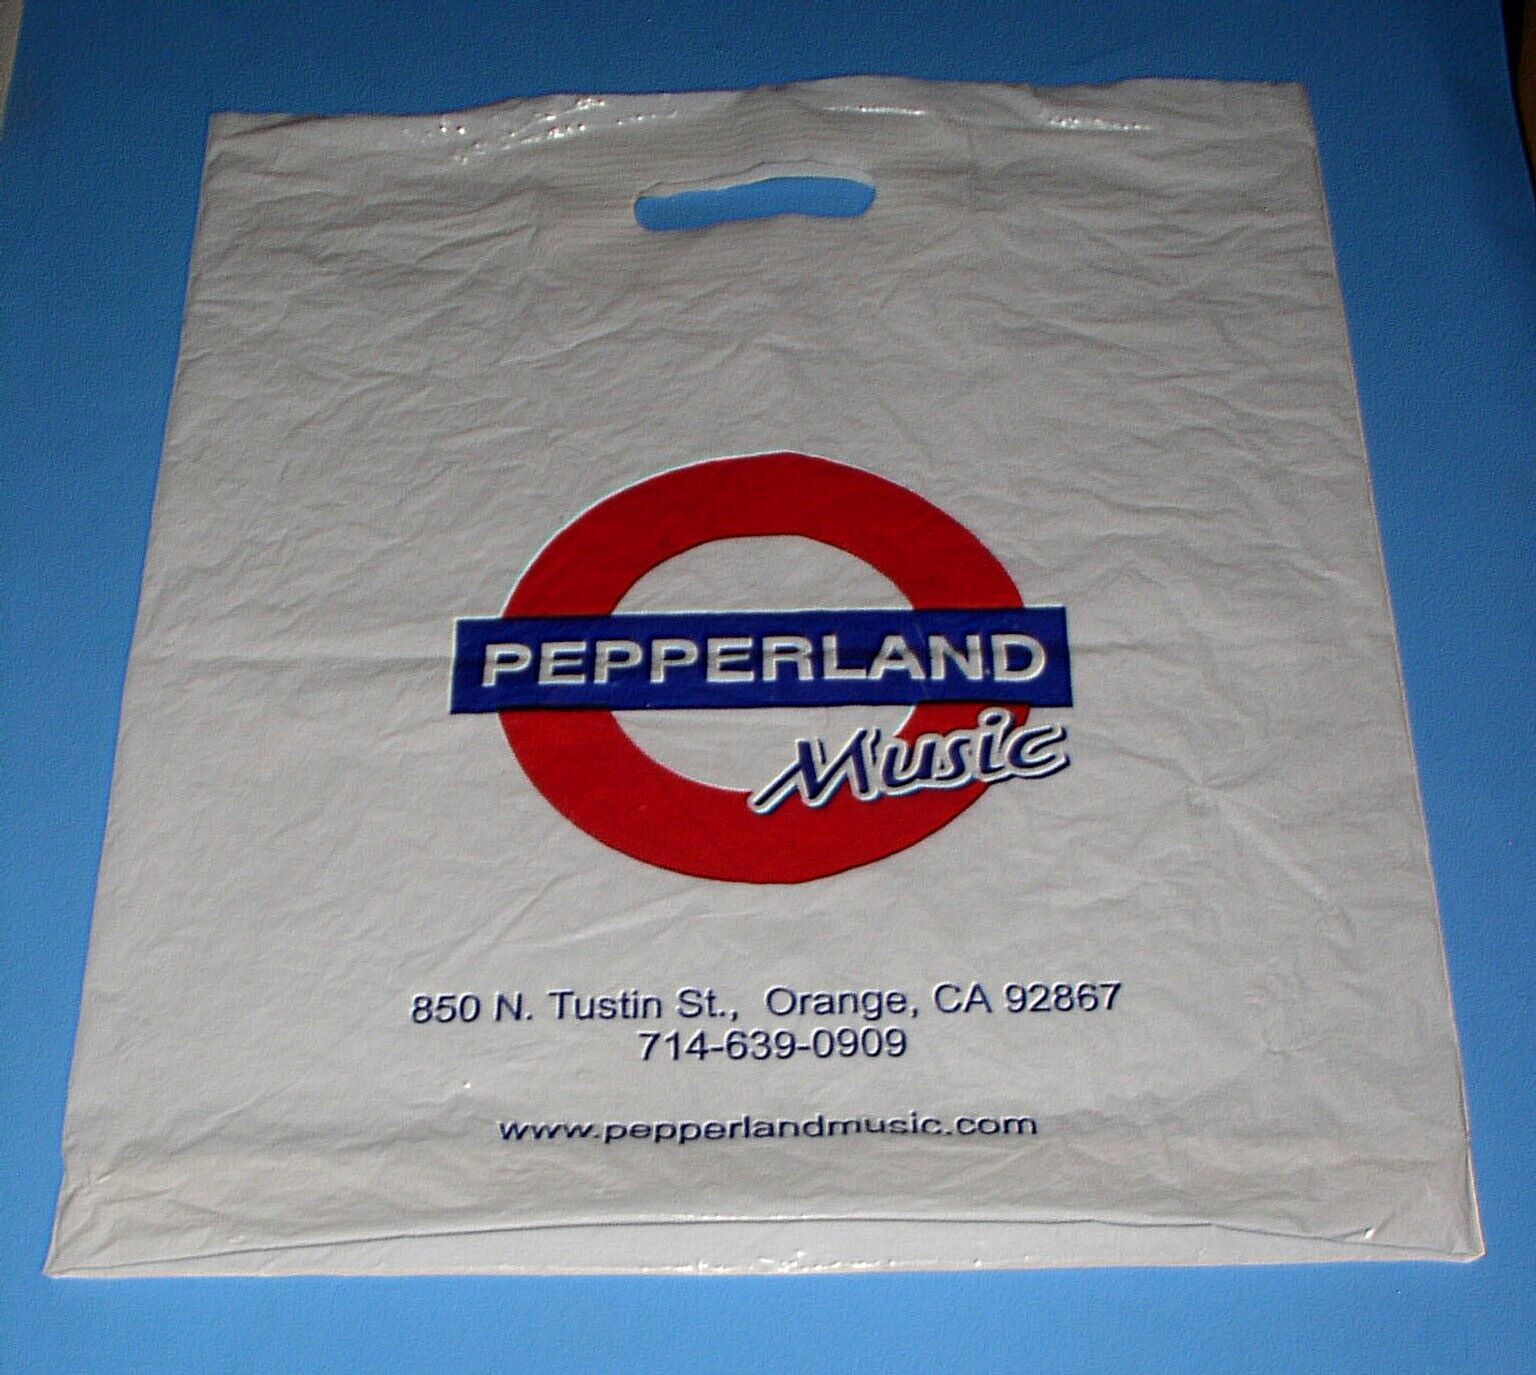 PEPPERLAND
Music
850 N. Tustin St., Orange, CA 92867
714-639-0909
www.pepperlandmusic.com